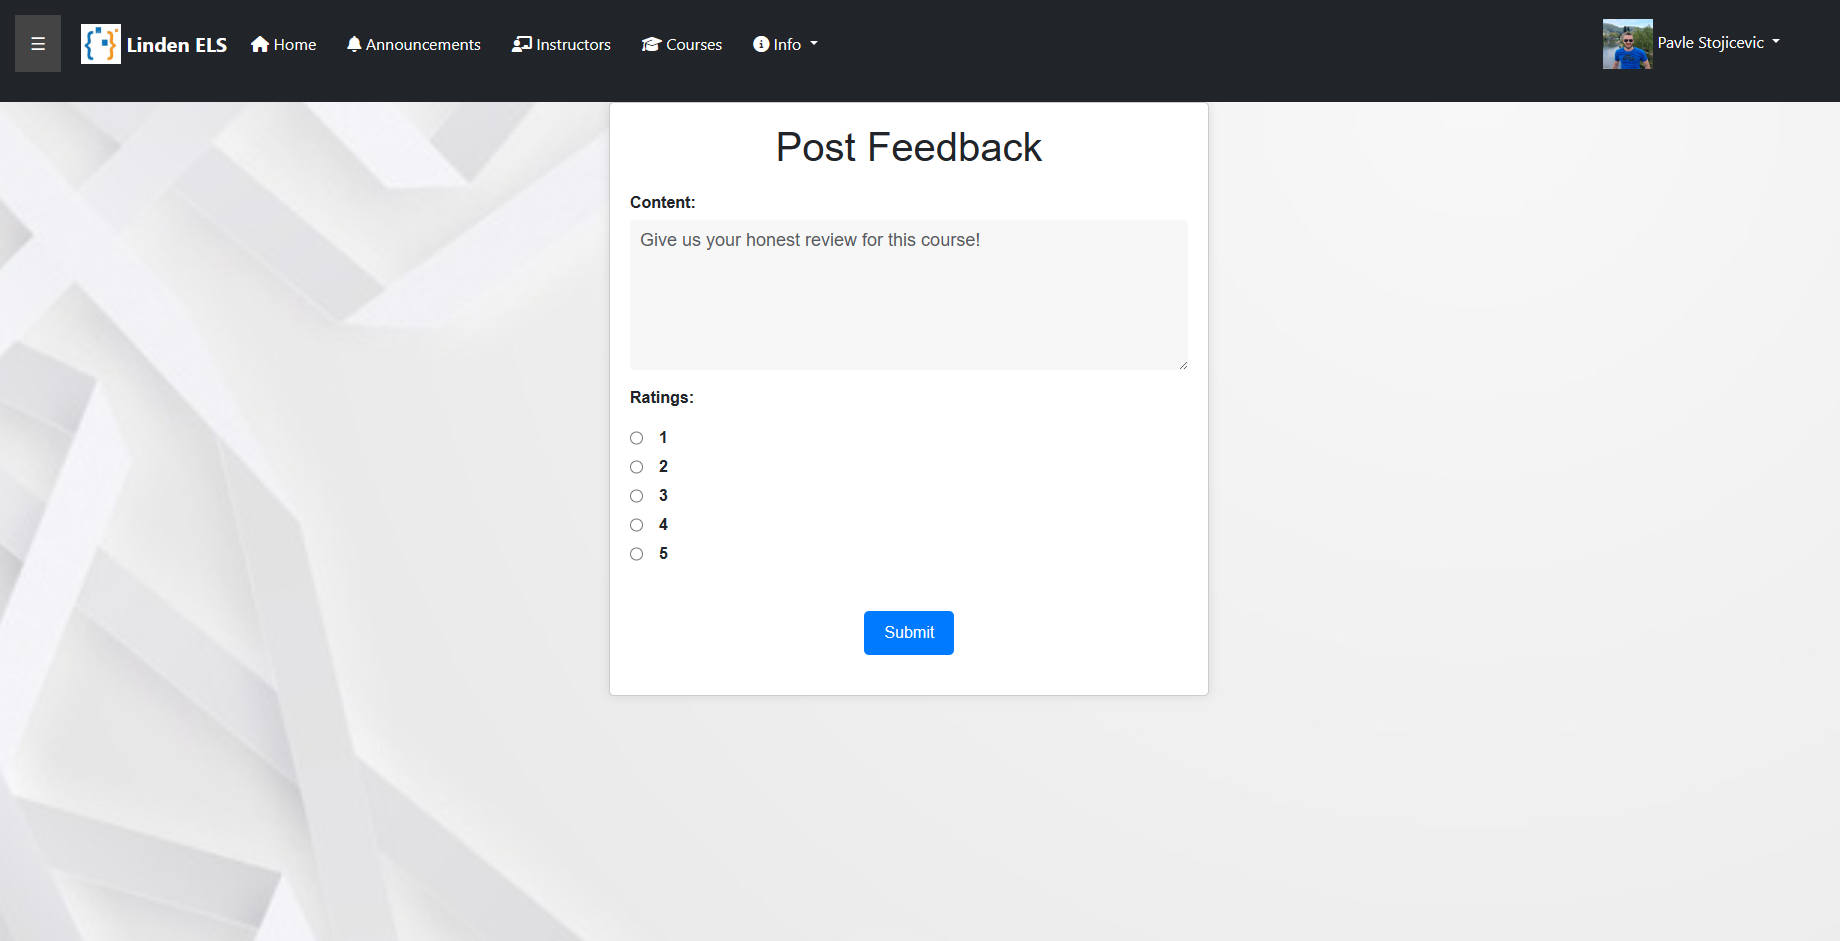 ☰ Linden ELS Home Announcements Instructors Courses Info Pavle Stojicevic
Post Feedback
Content:
Give us your honest review for this course!
Ratings:
1
2
3
4
5
Submit